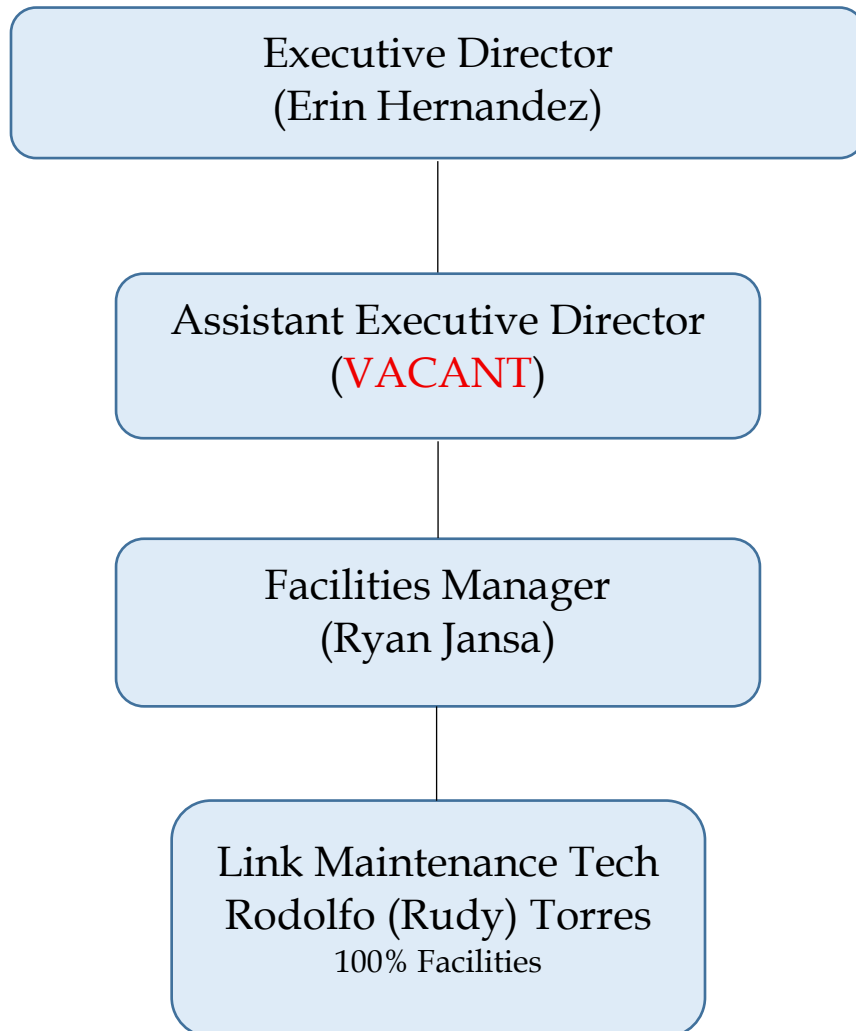 Executive Director
(Erin Hernandez)
Assistant Executive Director
(VACANT)
Facilities Manager
(Ryan Jansa)
Link Maintenance Tech
Rodolfo (Rudy) Torres
100% Facilities